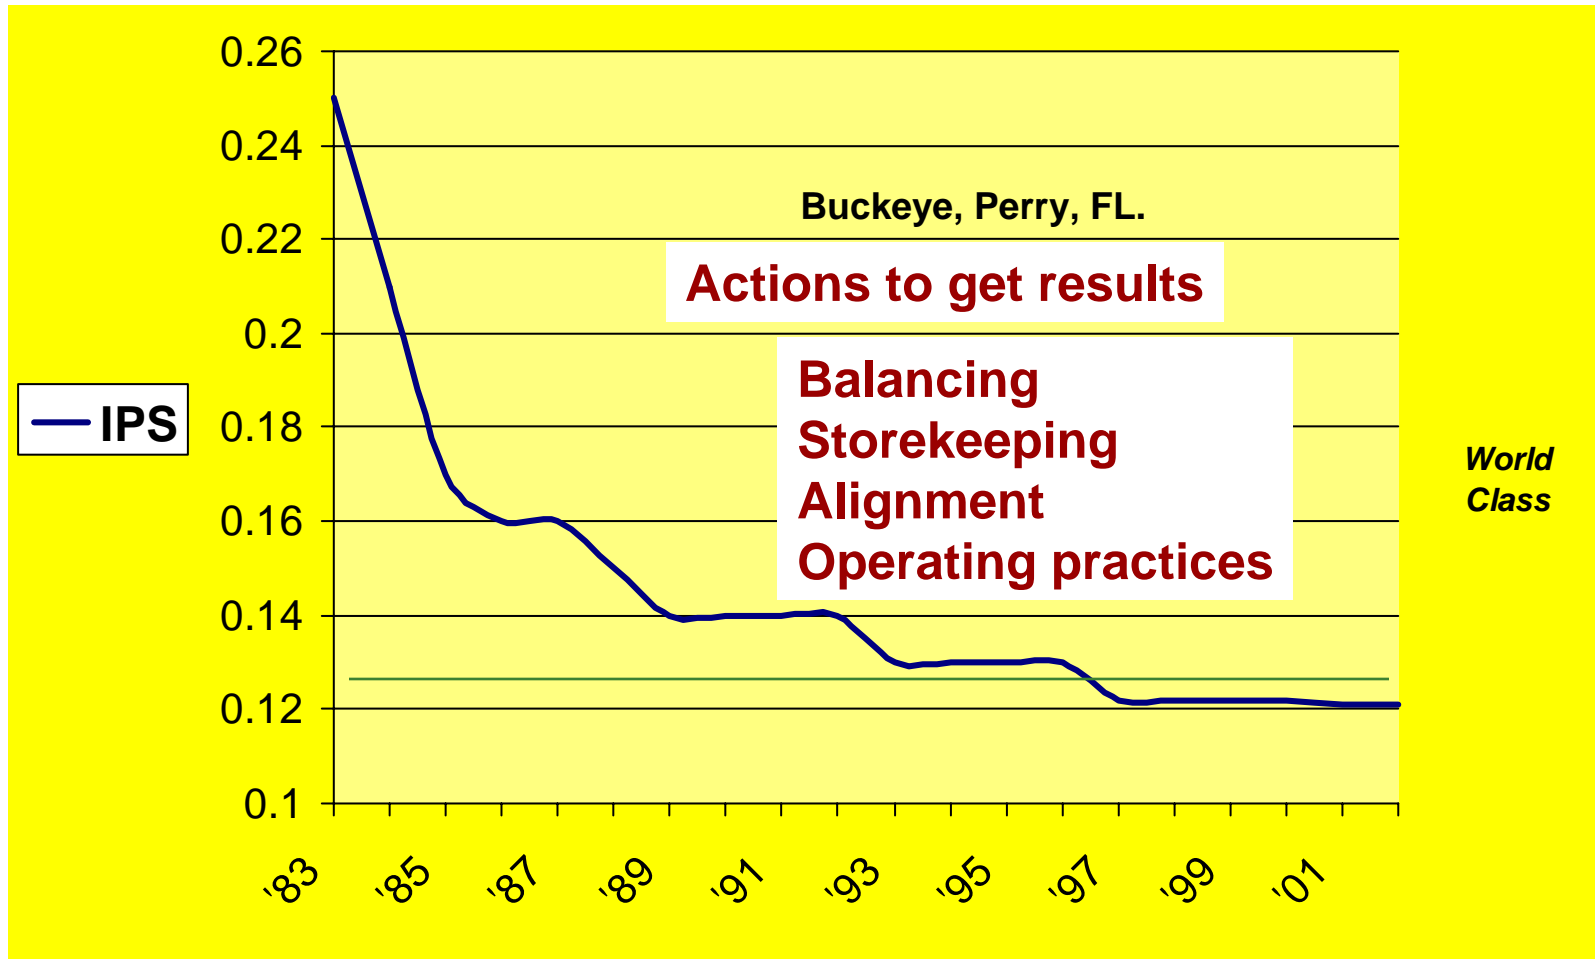 0.26
0.24
0.22
0.2
0.18
0.16
0.14
0.12
0.1
IPS
Buckeye, Perry, FL.
Actions to get results
Balancing
Storekeeping
Alignment
Operating practices
World
Class
'83
'85
'87
'89
'91
'93
'95
'97
'99
'01